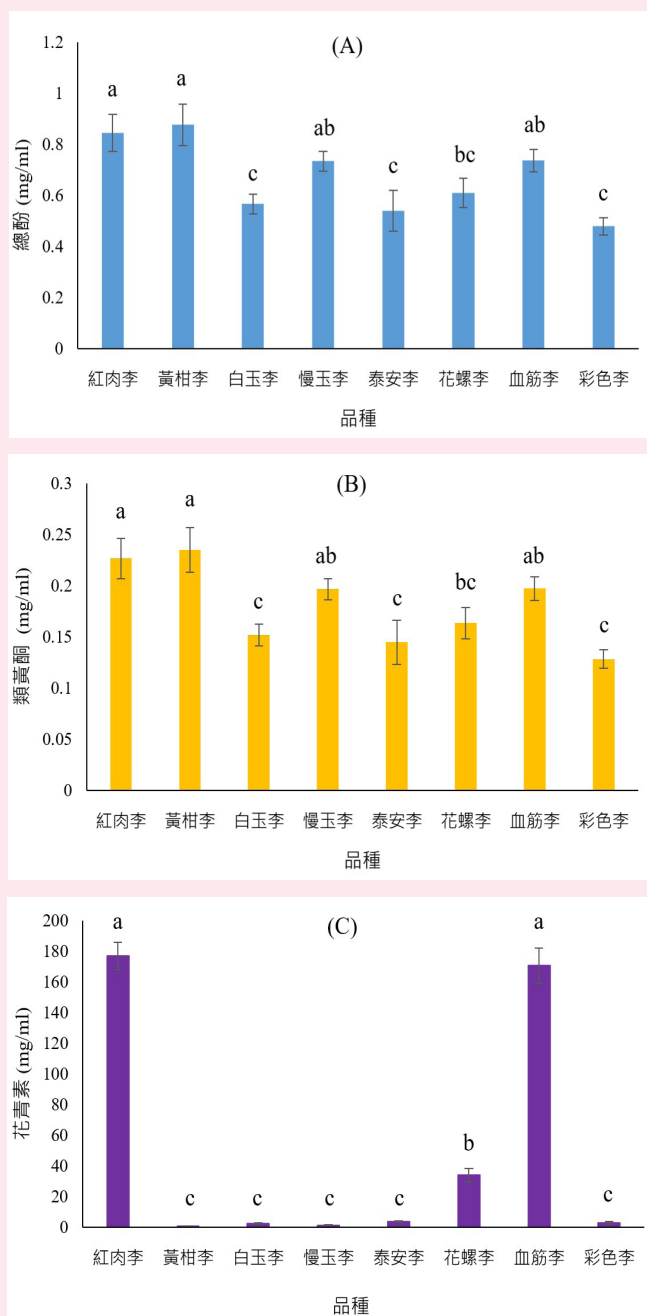 (A)
總酚 (mg/ml)
1.2
1
0.8
0.6
0.4
0.2
0
a a c ab c bc ab c
紅肉李 黃柑李 白玉李 慢玉李 泰安李 花螺李 血筋李 彩色李
品種
(B)
類黃酮 (mg/ml)
0.3
0.25
0.2
0.15
0.1
0.05
0
a a c ab c bc ab c
紅肉李 黃柑李 白玉李 慢玉李 泰安李 花螺李 血筋李 彩色李
品種
(C)
花青素 (mg/ml)
200
180
160
140
120
100
80
60
40
20
0
a c c c c b a c
紅肉李 黃柑李 白玉李 慢玉李 泰安李 花螺李 血筋李 彩色李
品種